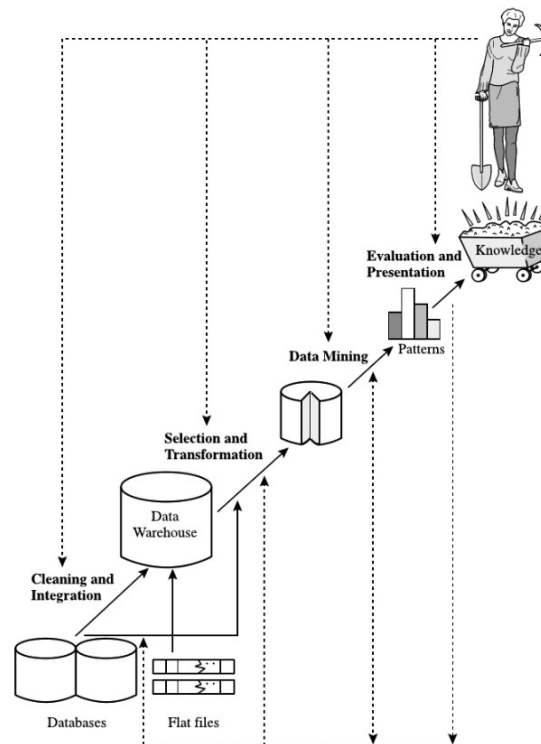 Knowledge
Evaluation and
Presentation
Patterns
Data Mining
Selection and
Transformation
Data
Warehouse
Cleaning and
Integration
Databases
Flat files